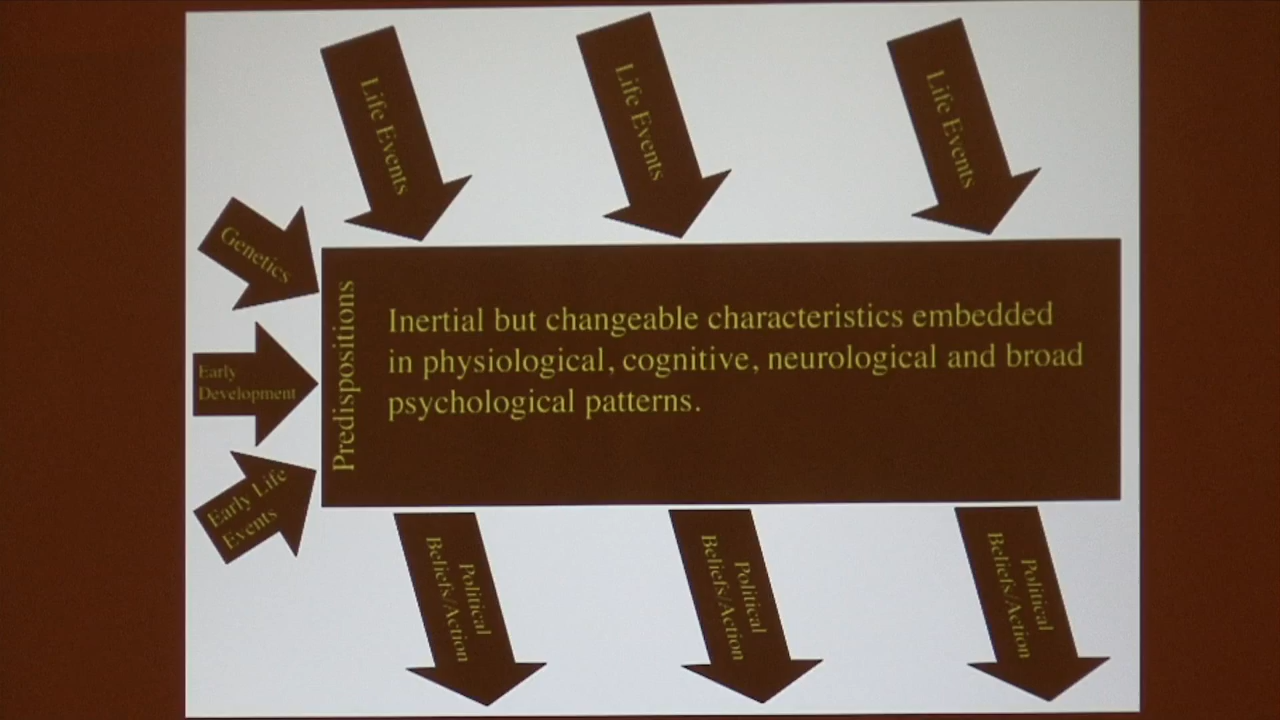 Life Events
Life Events
Life Events
Genetics
Early
Development
Early Life
Events
Predispositions
Inertial but changeable characteristics embedded
in physiological, cognitive, neurological and broad
psychological patterns.
Political
Beliefs/Action
Political
Beliefs/Action
Political
Beliefs/Action